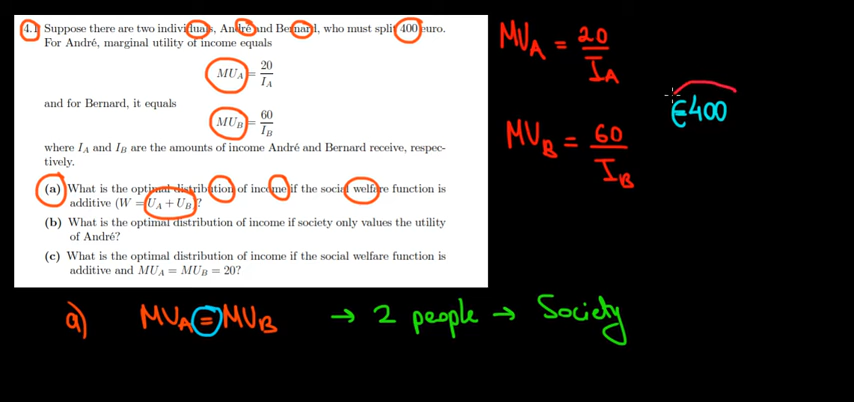 4.1 Suppose there are two individuals, André and Bernard, who must split 400 euro.
For André, marginal utility of income equals
MU_A = 20/I_A
and for Bernard, it equals
MU_B = 60/I_B
where I_A and I_B are the amounts of income André and Bernard receive, respec-
tively.
(a) What is the optimal distribution of income if the social welfare function is
additive (W = U_A + U_B)?
(b) What is the optimal distribution of income if society only values the utility
of André?
(c) What is the optimal distribution of income if the social welfare function is
additive and MU_A = MU_B = 20?
MU_A = 20/I_A
€400
MU_B = 60/I_B
a) MU_A = MU_B → 2 people → Society